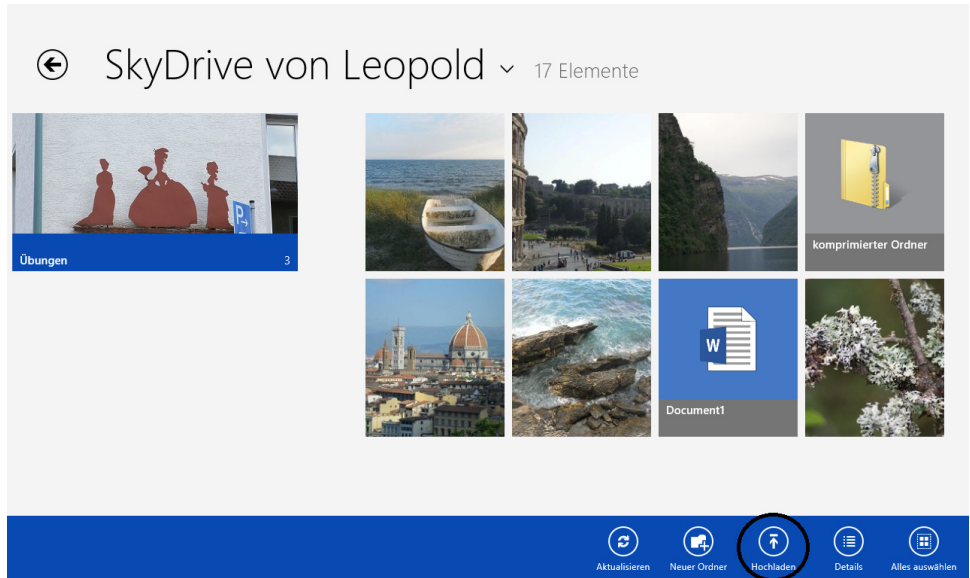 SkyDrive von Leopold 17 Elemente
P
Übungen 3
komprimierter Ordner
W
Document1
Aktualisieren Neuer Ordner Hochladen Details Alles auswählen